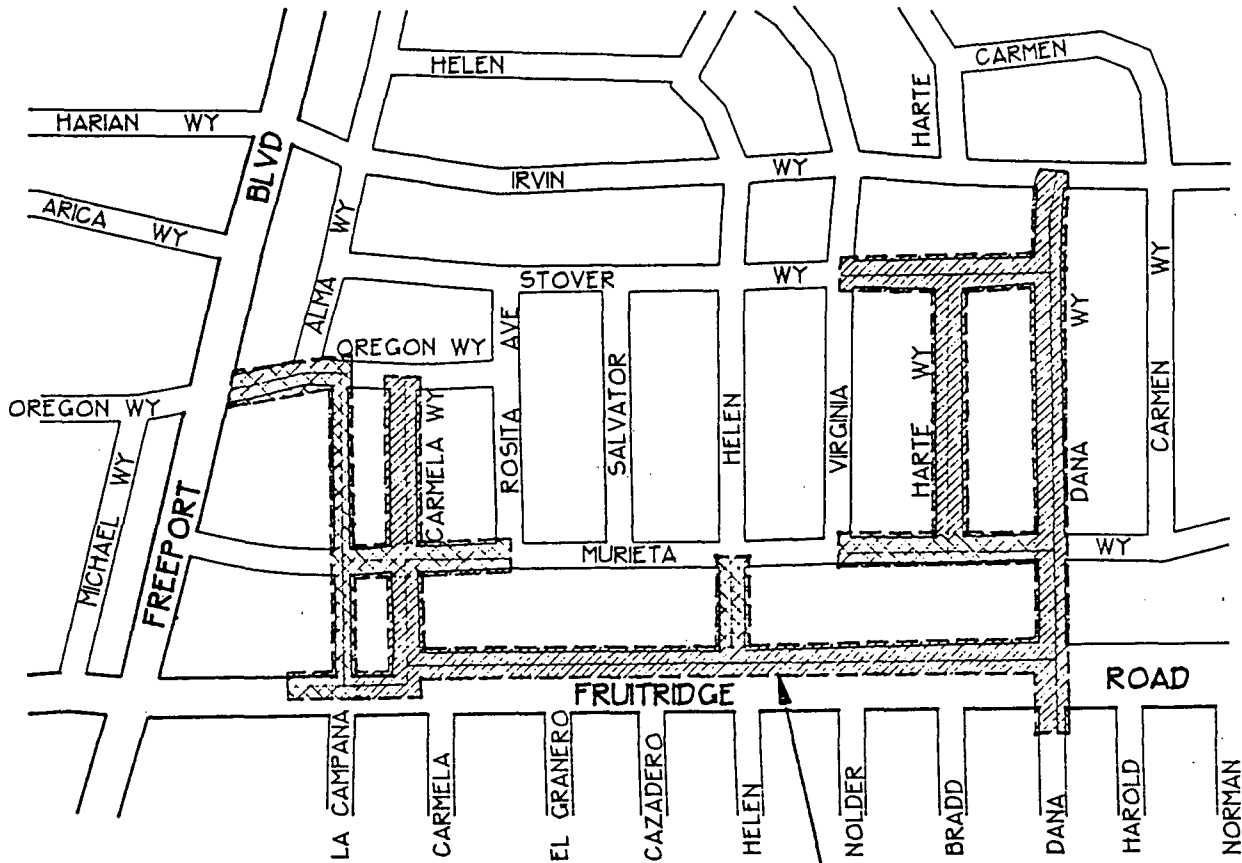 CARMEN
HELEN
HARTE
HARIAN WY
BLVD
IRVIN WY
ARICA WY
ALMA WY
STOVER WY
CARMEN WY
OREGON WY
ROSITA AVE
SALVATOR
HELEN
VIRGINIA
HARTE WY
DANA WY
OREGON WY
CARMELA WY
MICHAEL WY
FREEPORT
MURIETA WY
FRUITRIDGE ROAD
LA CAMPANA
CARMELA
EL GRANERO
CAZADERO
HELEN
NOLDER
BRADD
DANA
HAROLD
NORMAN